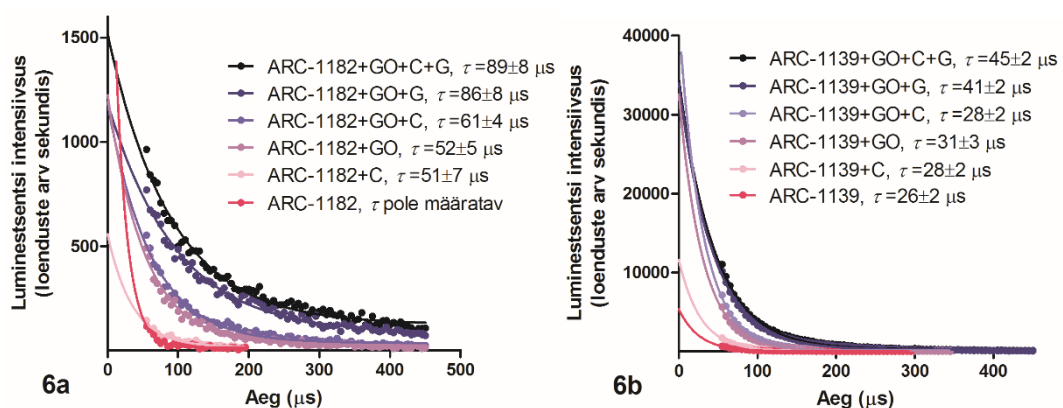 Luminestsentsi intensiivsus
(loenduste arv sekundis)
1500
1000
500
0
100
200
300
400
500
Aeg (μs)
6a
ARC-1182+GO+C+G, τ=89±8 μs
ARC-1182+GO+G, τ=86±8 μs
ARC-1182+GO+C, τ=61±4 μs
ARC-1182+GO, τ=52±5 μs
ARC-1182+C, τ=51±7 μs
ARC-1182, τ pole määratav
Luminestsentsi intensiivsus
(loenduste arv sekundis)
40000
30000
20000
10000
0
0
100
200
300
400
500
Aeg (μs)
6b
ARC-1139+GO+C+G, τ=45±2 μs
ARC-1139+GO+G, τ=41±2 μs
ARC-1139+GO+C, τ=28±2 μs
ARC-1139+GO, τ=31±3 μs
ARC-1139+C, τ=28±2 μs
ARC-1139, τ=26±2 μs